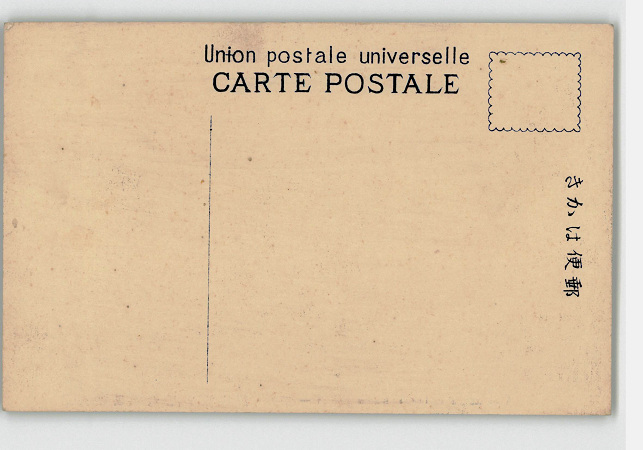 Union postale universelle
CARTE POSTALE
きかは便郵